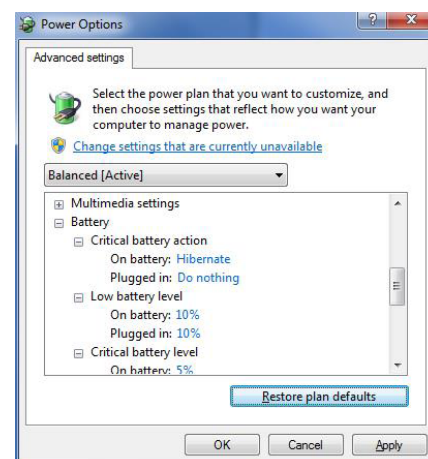 Power Options
Advanced settings
Select the power plan that you want to customize, and
then choose settings that reflect how you want your
computer to manage power.
Change settings that are currently unavailable
Balanced [Active]
Multimedia settings
Battery
Critical battery action
On battery: Hibernate
Plugged in: Do nothing
Low battery level
On battery: 10%
Plugged in: 10%
Critical battery level
On battery: 5%
Restore plan defaults
OK Cancel Apply